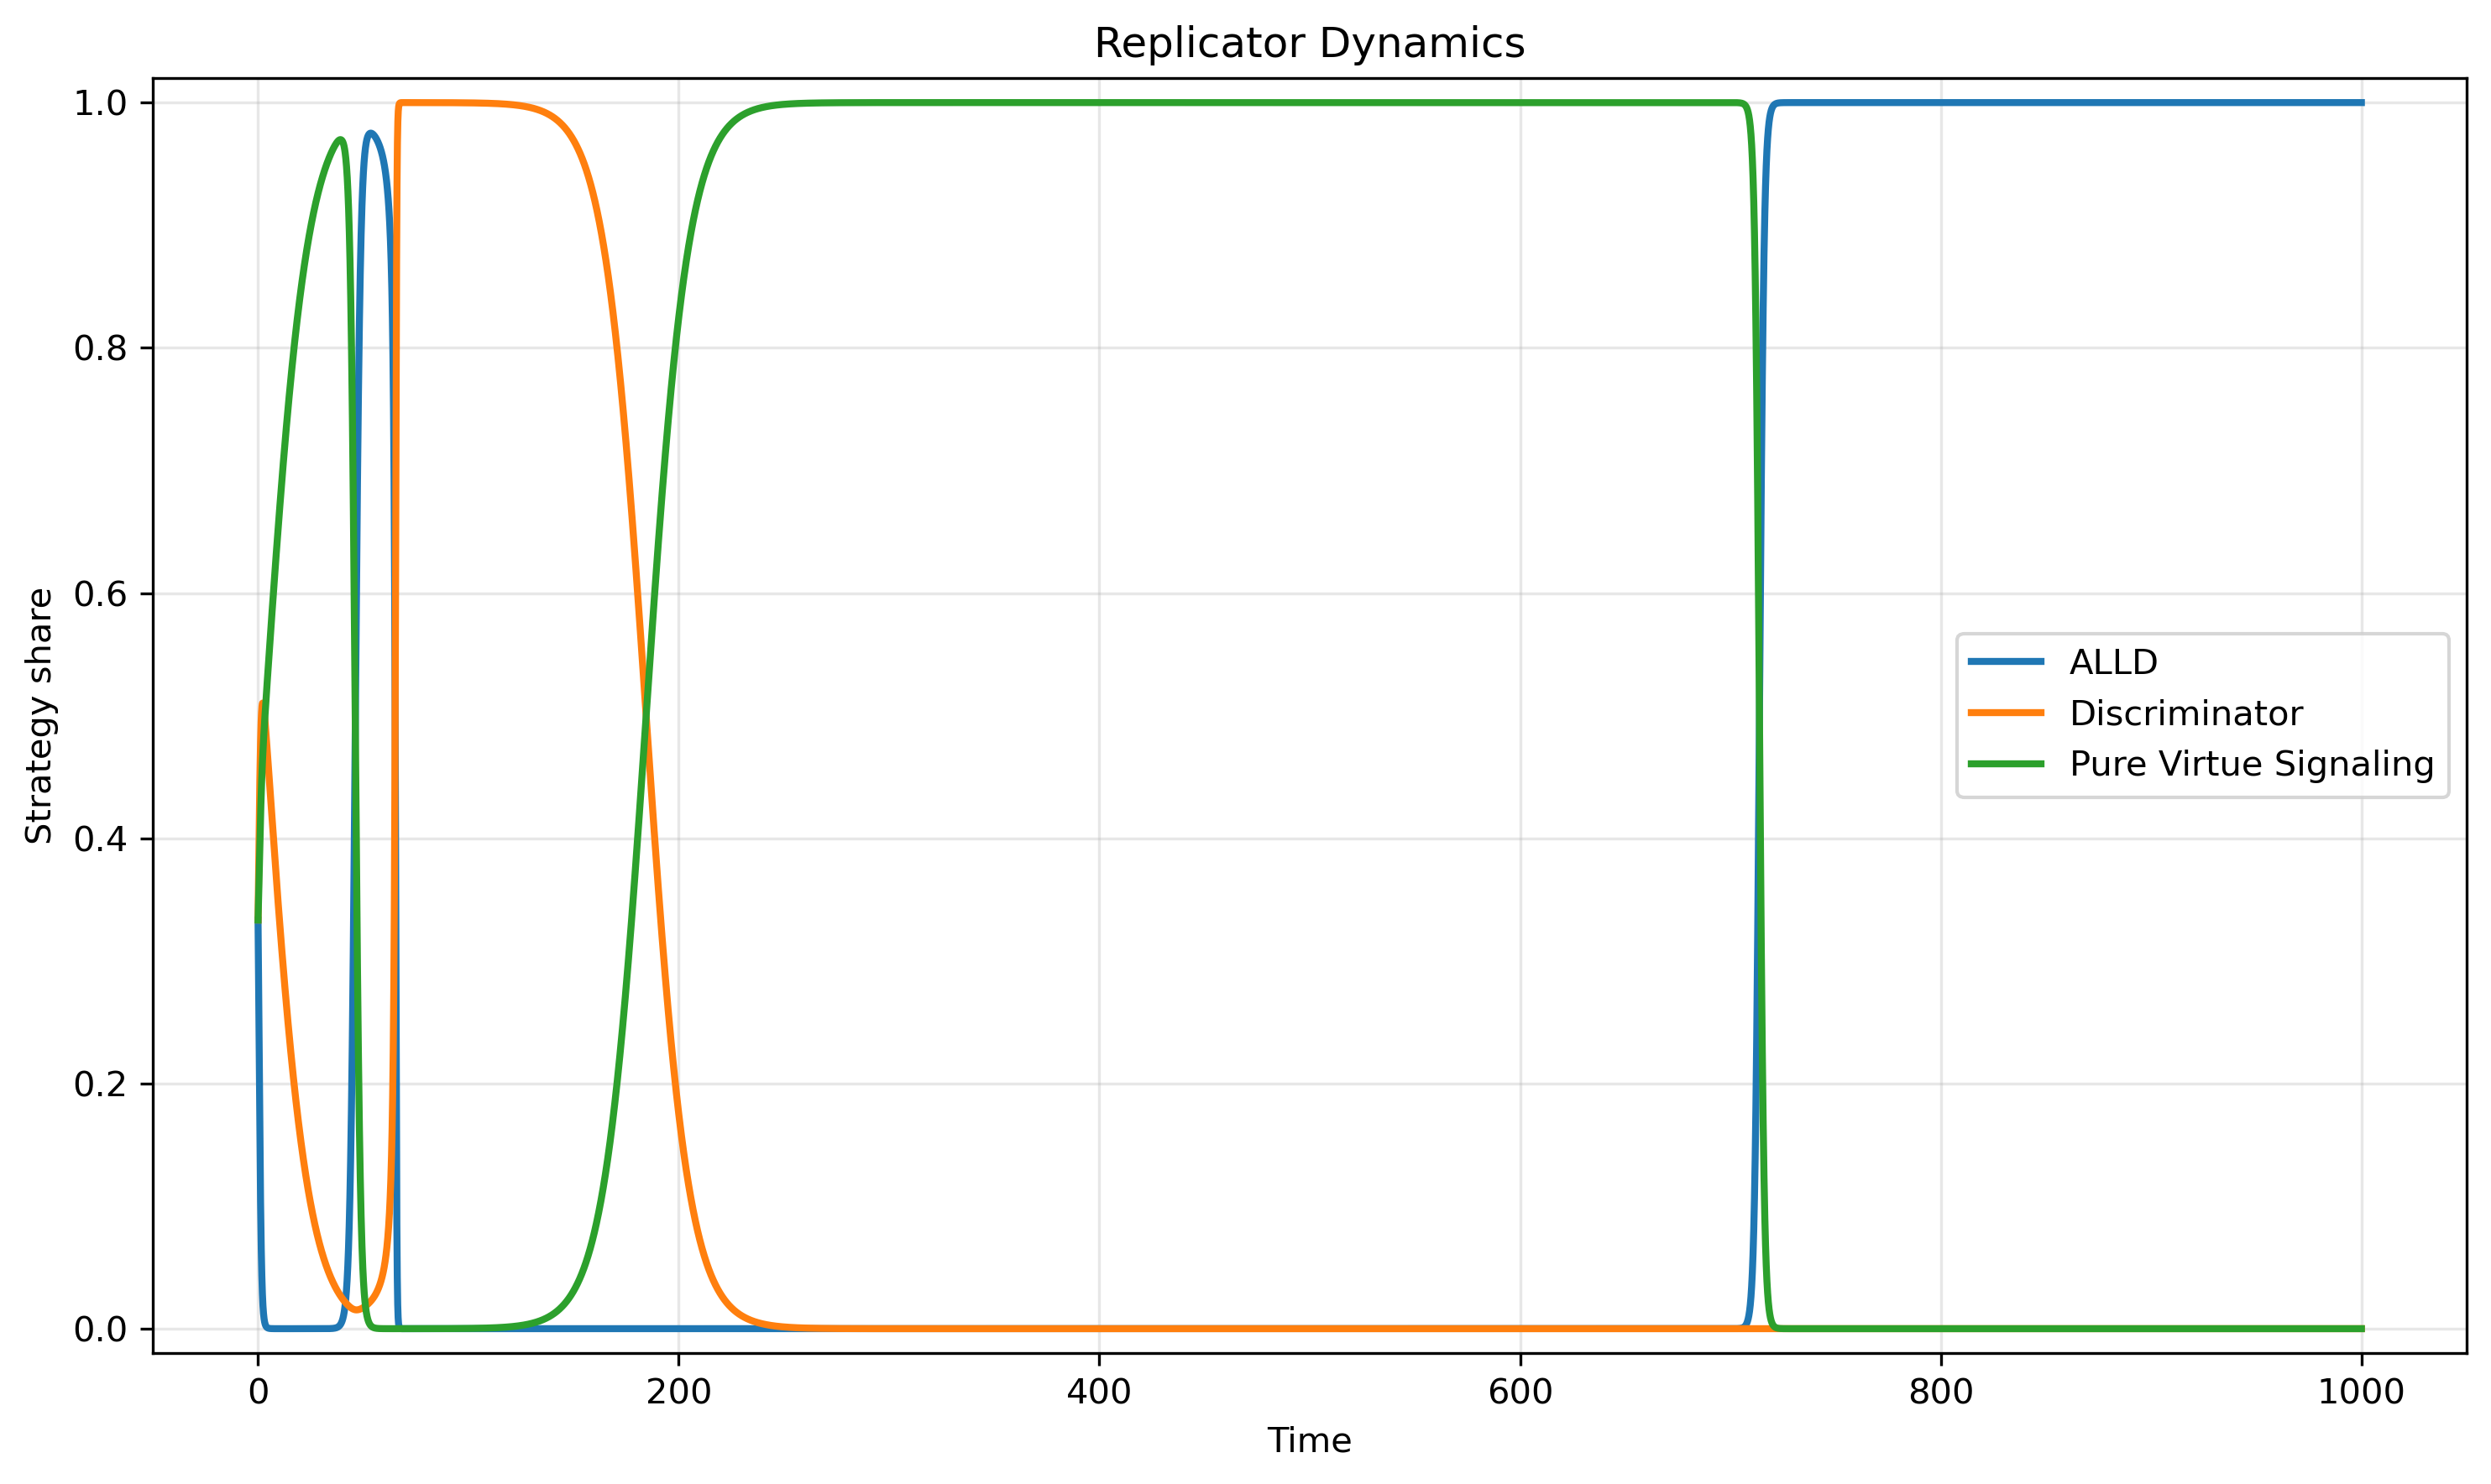 Replicator Dynamics
1.0
0.8
0.6
0.4
0.2
0.0
Strategy share
ALLD
Discriminator
Pure Virtue Signaling
0
200
400
600
800
1000
Time